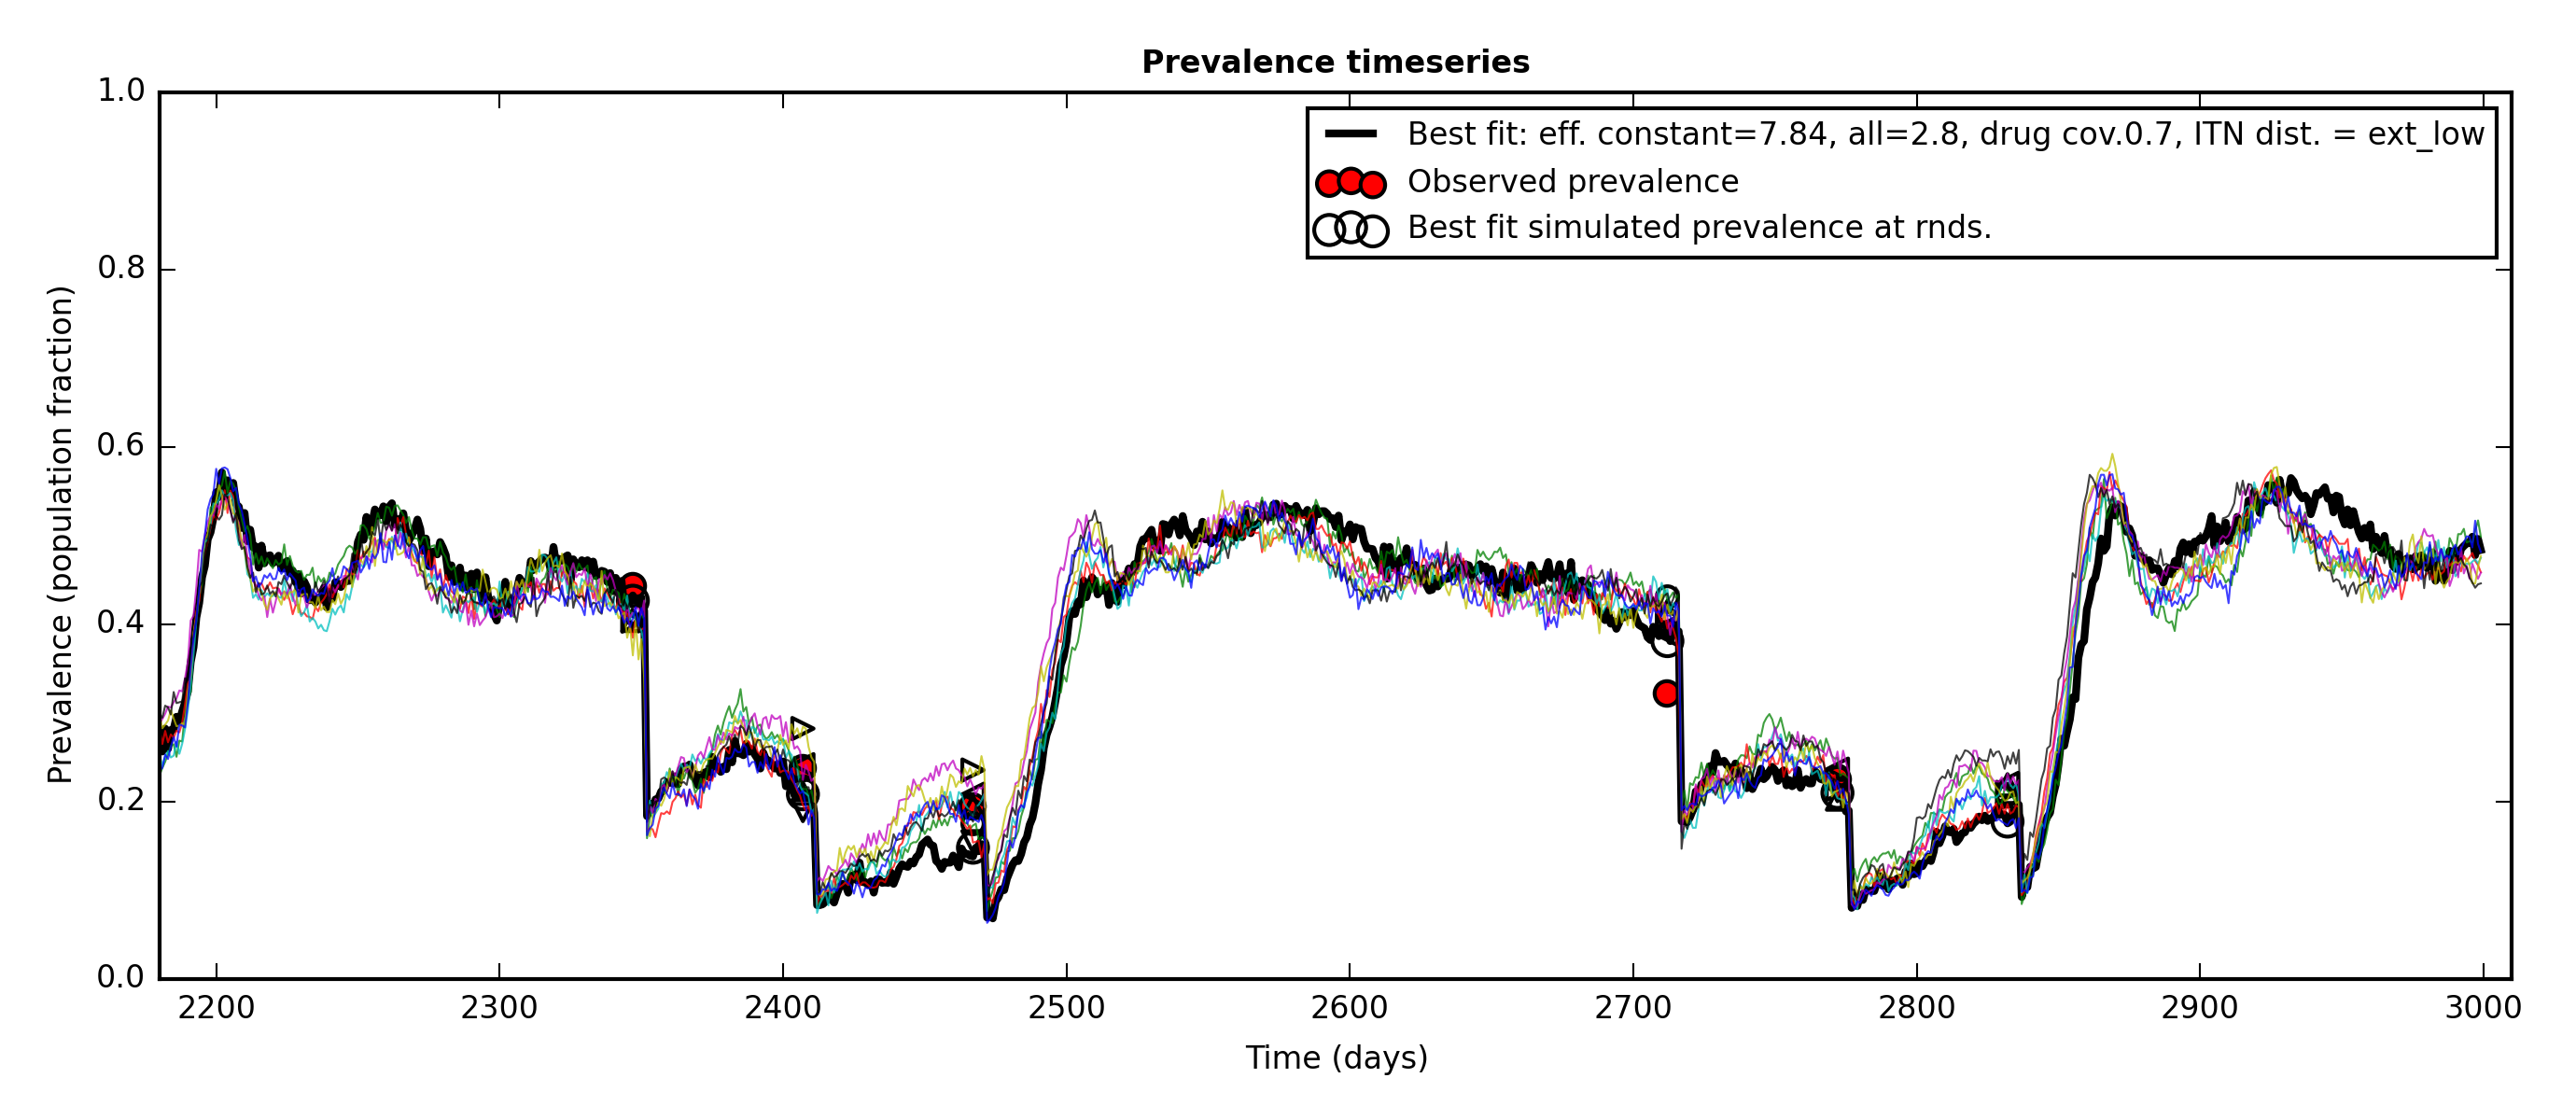 Prevalence timeseries
1.0
0.8
0.6
0.4
0.2
0.0
Prevalence (population fraction)
Best fit: eff. constant=7.84, all=2.8, drug cov.0.7, ITN dist. = ext_low
Observed prevalence
Best fit simulated prevalence at rnds.
2200 2300 2400 2500 2600 2700 2800 2900 3000
Time (days)